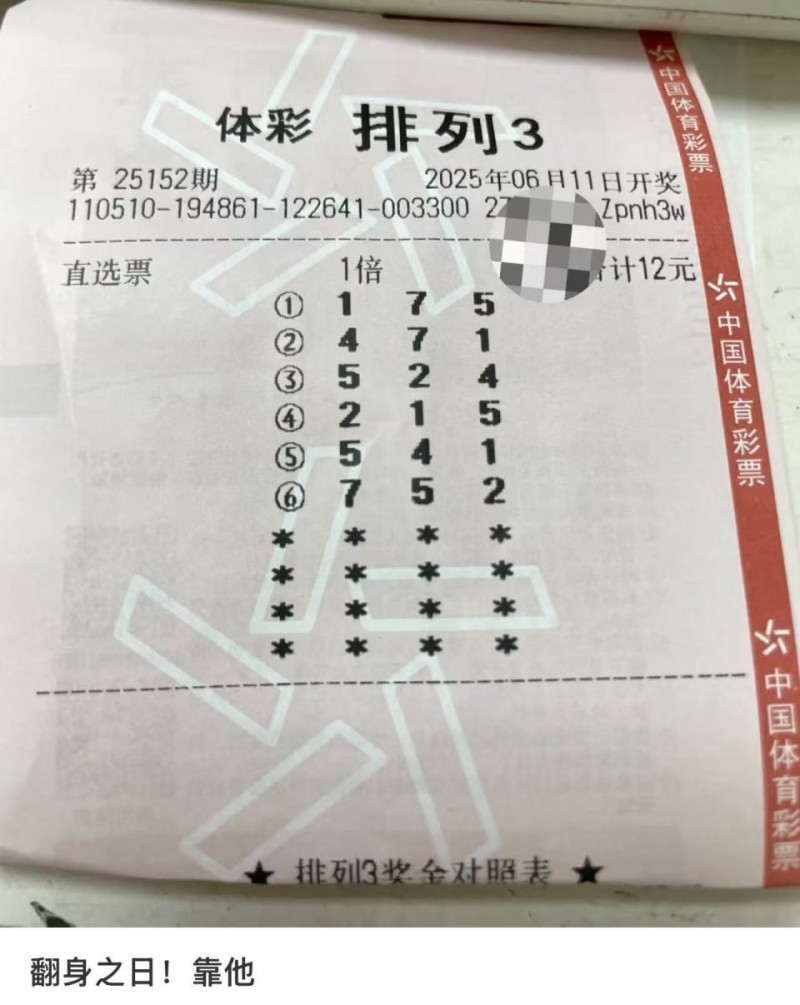 体彩 排列3
第 25152期 2025年06月11日开奖
110510-194861-122641-003300 Zpnh3w
直选票 1倍 计12元
① 1 7 5
② 4 7 1
③ 5 2 4
④ 2 1 5
⑤ 5 4 1
⑥ 7 5 2
* * * *
* * * *
* * * *
* * * *
★ 排列3奖金对照表 ★
中国体育彩票
中国体育彩票
中国体育彩票
翻身之日！靠他